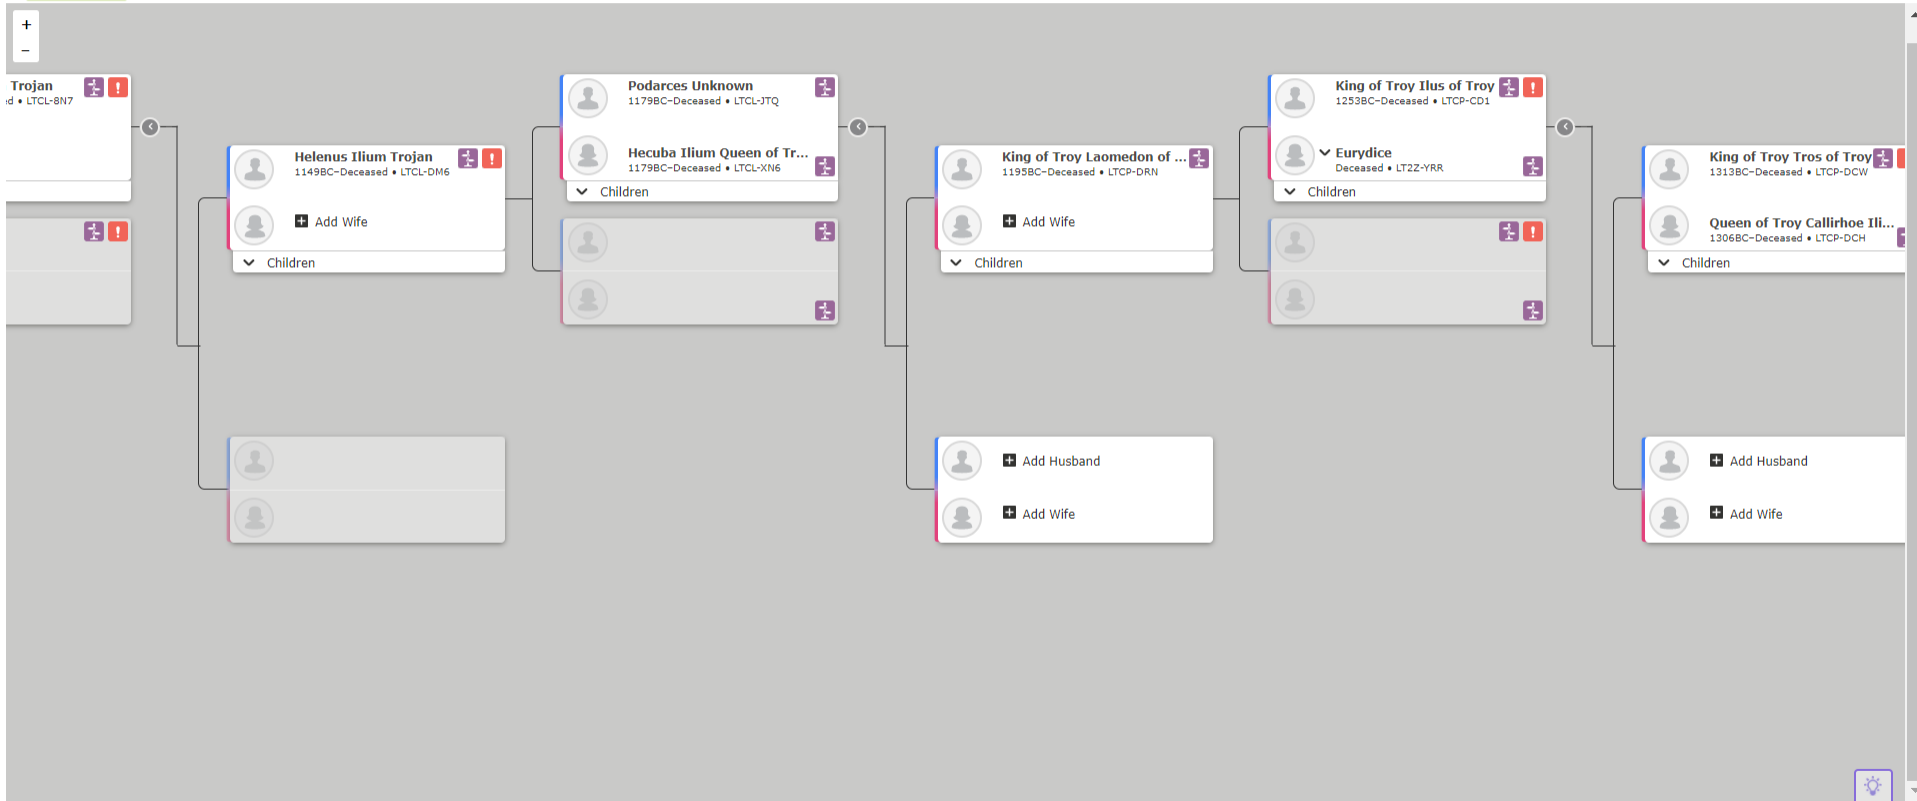 +
−
Trojan
ed • LTCL-8N7
Helenus Ilium Trojan
1149BC–Deceased • LTCL-DM6
Add Wife
Children
Podarces Unknown
1179BC–Deceased • LTCL-JTQ
Hecuba Ilium Queen of Tr...
1179BC–Deceased • LTCL-XN6
Children
King of Troy Laomedon of ...
1195BC–Deceased • LTCP-DRN
Add Wife
Children
Add Husband
Add Wife
King of Troy Ilus of Troy
1253BC–Deceased • LTCP-CD1
Eurydice
Deceased • LT2Z-YRR
Children
King of Troy Tros of Troy
1313BC–Deceased • LTCP-DCW
Queen of Troy Callirhoe Ili...
1306BC–Deceased • LTCP-DCH
Children
Add Husband
Add Wife